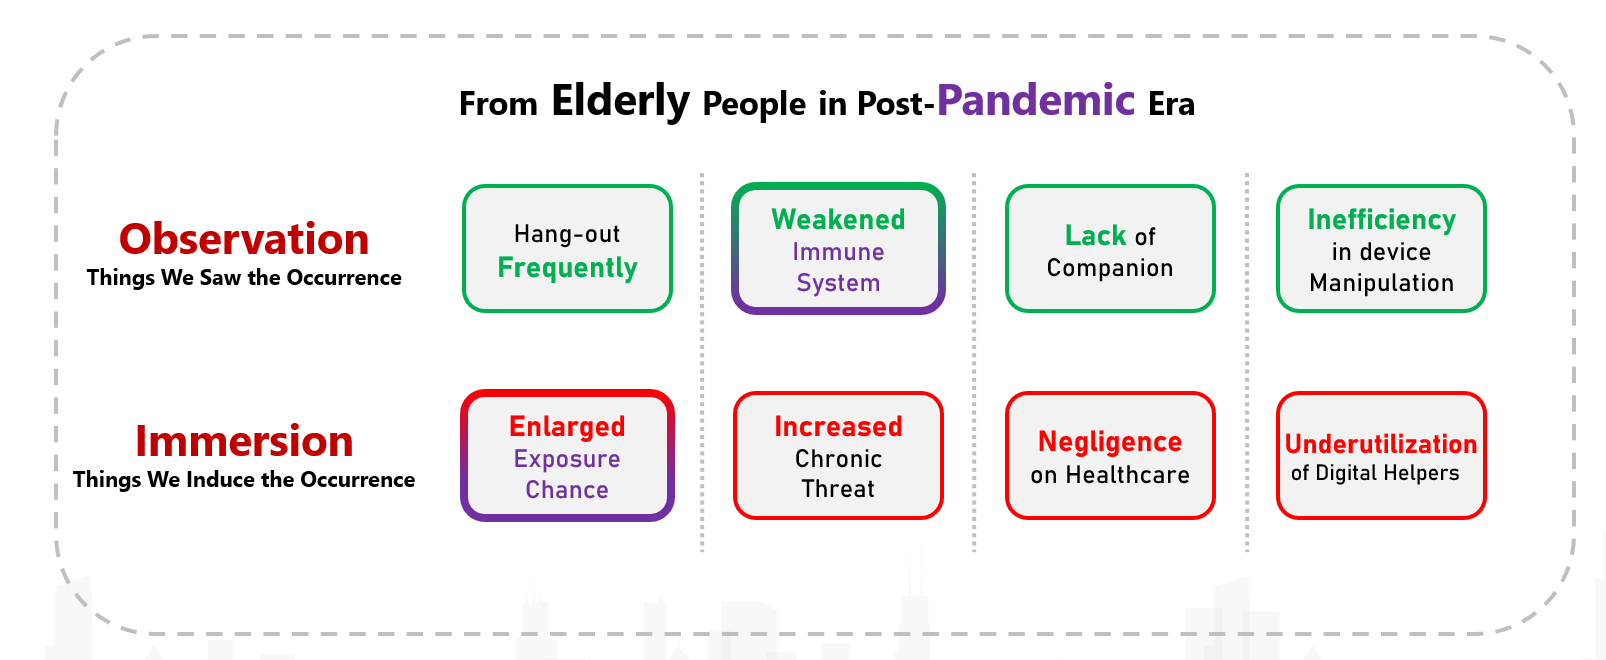 From Elderly People in Post-Pandemic Era
Observation
Things We Saw the Occurrence
Hang-out
Frequently
Weakened
Immune
System
Lack of
Companion
Inefficiency
in device
Manipulation
Immersion
Things We Induce the Occurrence
Enlarged
Exposure
Chance
Increased
Chronic
Threat
Negligence
on Healthcare
Underutilization
of Digital Helpers